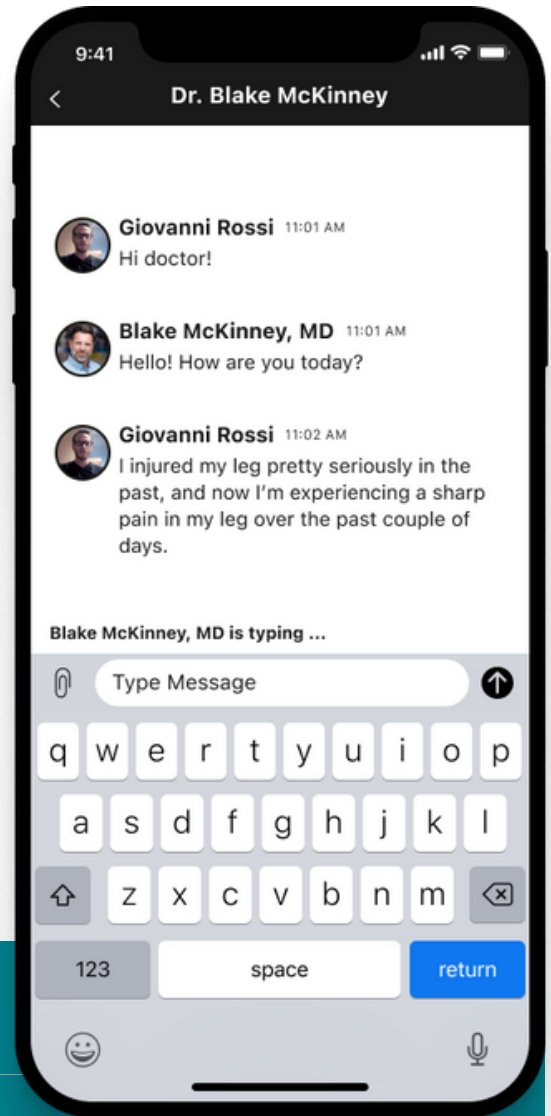 9:41
Dr. Blake McKinney
Giovanni Rossi 11:01 AM
Hi doctor!
Blake McKinney, MD 11:01 AM
Hello! How are you today?
Giovanni Rossi 11:02 AM
I injured my leg pretty seriously in the
past, and now I’m experiencing a sharp
pain in my leg over the past couple of
days.
Blake McKinney, MD is typing ...
Type Message
q w e r t y u i o p
a s d f g h j k l
z x c v b n m
123 space return